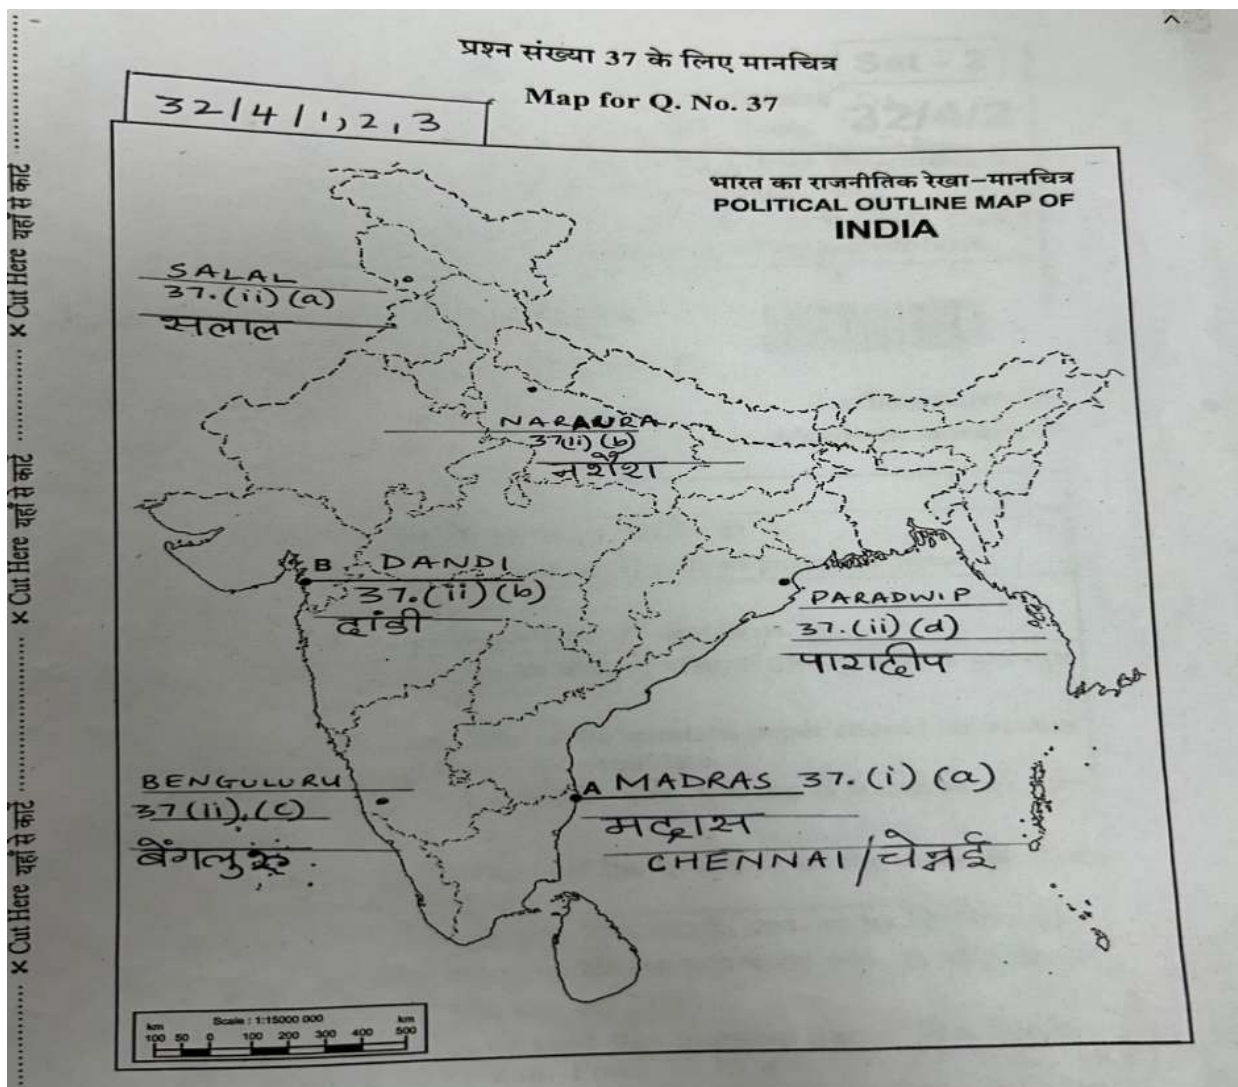 प्रश्न संख्या 37 के लिए मानचित्र
Map for Q. No. 37
32/4/1,2,3
भारत का राजनीतिक रेखा-मानचित्र
POLITICAL OUTLINE MAP OF
INDIA
SALAL
37.(ii)(a)
सलाल
NARAURA
37(ii)(b)
नरौरा
B DANDI
37.(ii)(b)
दांडी
PARADWIP
37.(ii)(d)
पारादीप
BENGULURU
37(ii).(c)
बेंगलुरू
A MADRAS 37.(i)(a)
मद्रास
CHENNAI/चेन्नई
Scale : 1:15000 000
km km
100 50 0 100 200 300 400 500
✕ Cut Here यहाँ से काटें
✕ Cut Here यहाँ से काटें
✕ Cut Here यहाँ से काटें